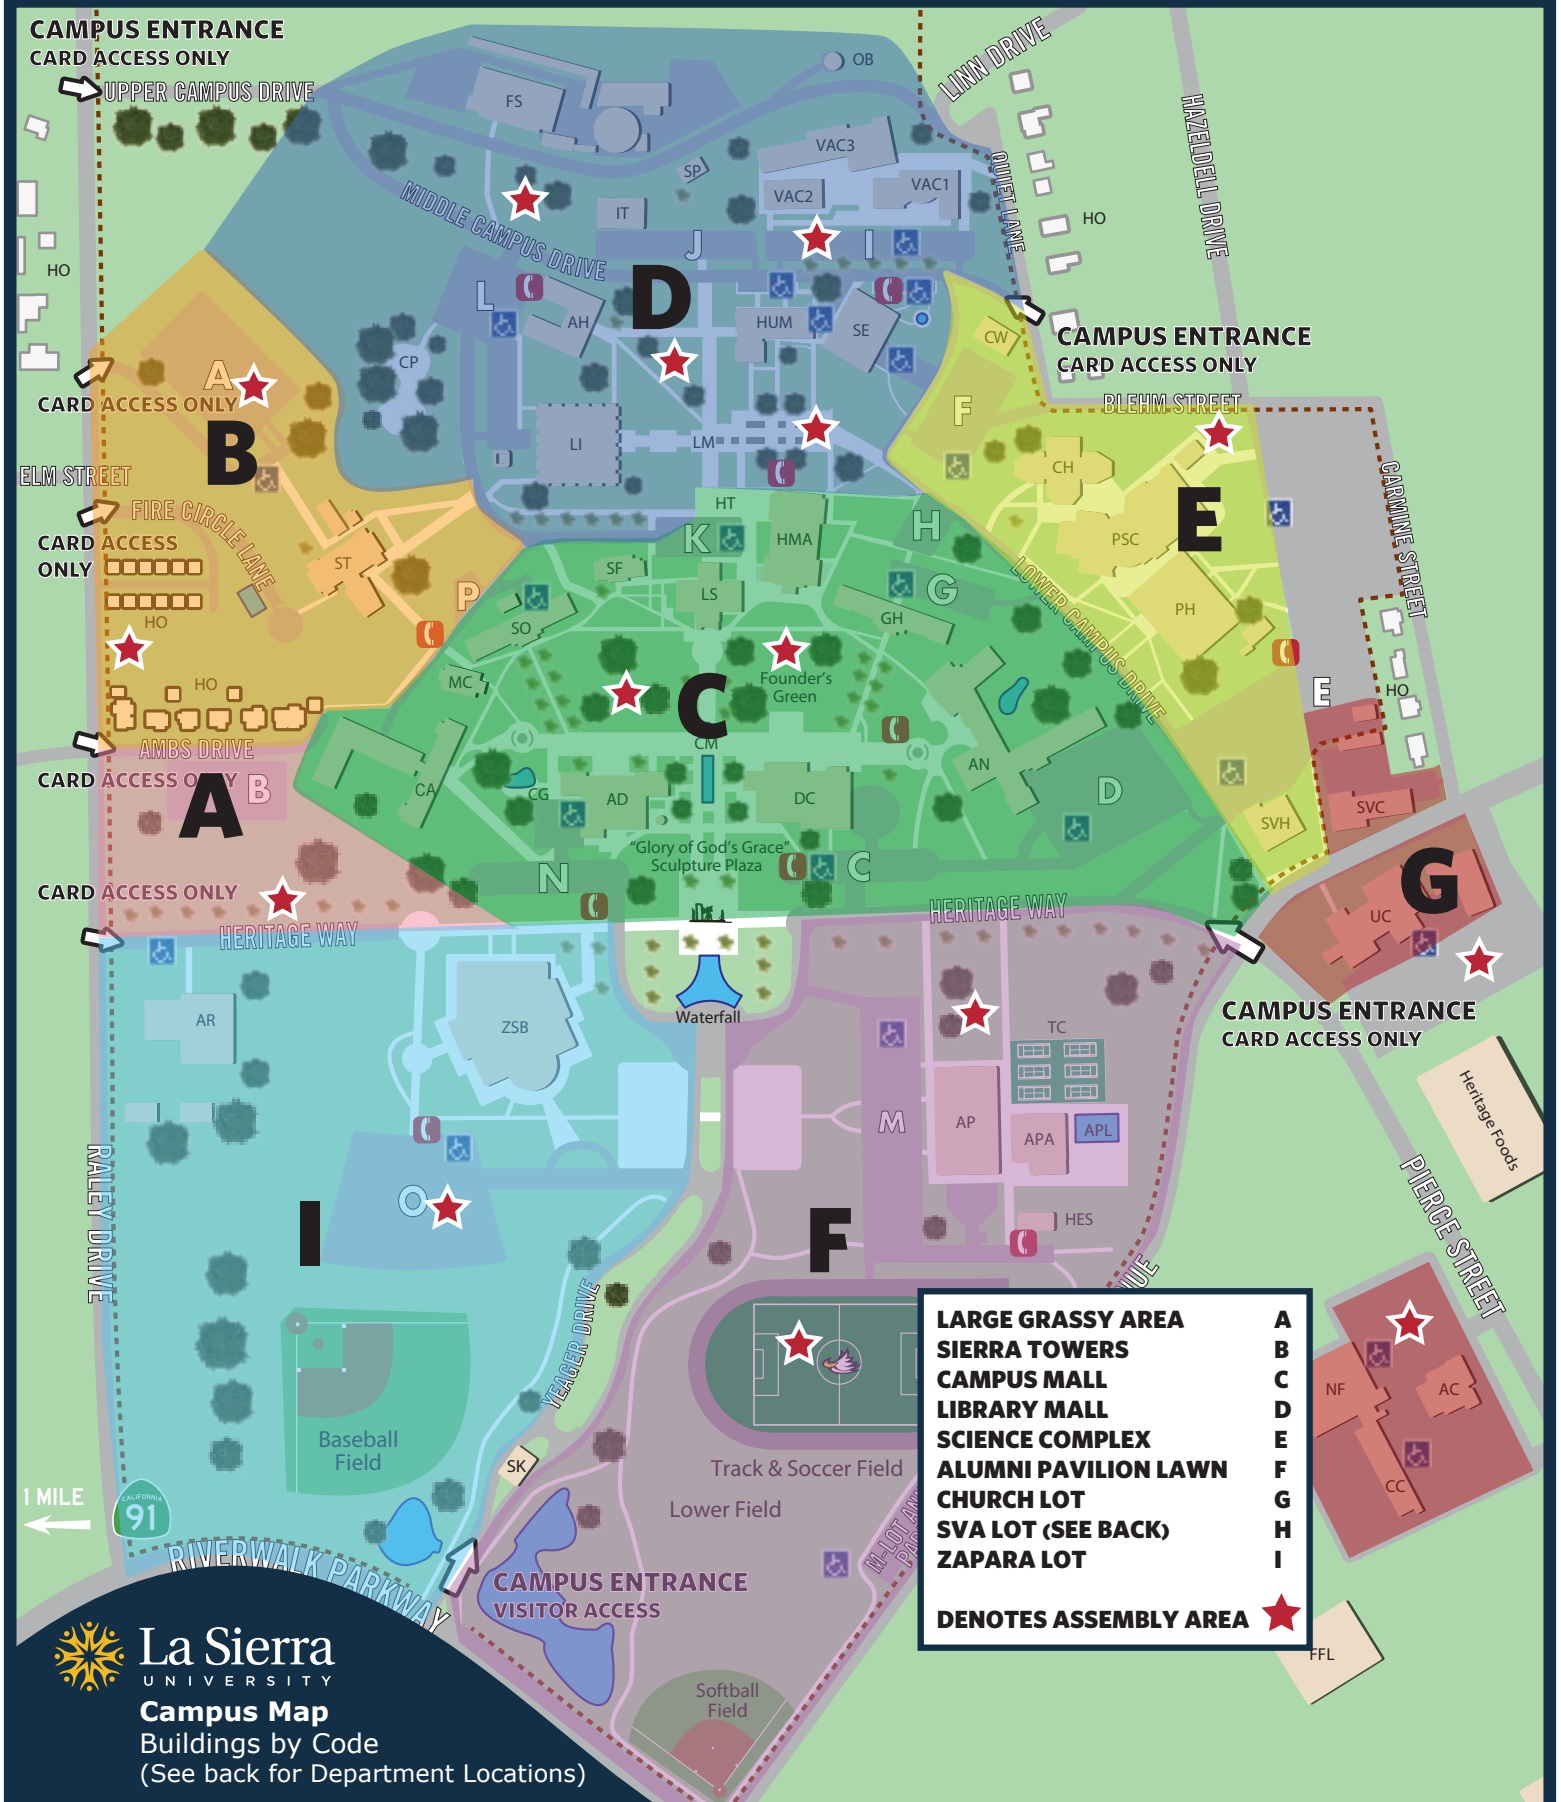 CAMPUS ENTRANCE
CARD ACCESS ONLY
UPPER CAMPUS DRIVE
LINN DRIVE
HAZELDELL DRIVE
QUIET LANE
HO
HO
OB
FS
VAC3
VAC2
VAC1
SP
IT
MIDDLE CAMPUS DRIVE
J
I
L
D
AH
HUM
SE
CW
CP
LI
LM
CAMPUS ENTRANCE
CARD ACCESS ONLY
BLEHM STREET
A
CARD ACCESS ONLY
B
ELM STREET
FIRE CIRCLE LANE
CARD ACCESS
ONLY
ST
HO
P
HO
F
CH
E
PSC
PH
CARMINE STREET
LOWER CAMPUS DRIVE
E
HO
SVH
SVC
HT
K
HMA
H
SF
LS
G
GH
SO
MC
Founder's
Green
C
CM
AN
D
CA
CG
AD
DC
"Glory of God's Grace"
Sculpture Plaza
N
C
AMBS DRIVE
CARD ACCESS ONLY
A
B
CARD ACCESS ONLY
HERITAGE WAY
HERITAGE WAY
G
UC
CAMPUS ENTRANCE
CARD ACCESS ONLY
Waterfall
AR
ZSB
TC
M
AP
APA
APL
HES
Heritage Foods
PIERCE STREET
RALEY DRIVE
O
I
F
YEAGER DRIVE
Baseball
Field
SK
Track & Soccer Field
Lower Field
NF
AC
CC
FFL
1 MILE
CALIFORNIA
91
RIVERWALK PARKWAY
CAMPUS ENTRANCE
VISITOR ACCESS
Softball
Field
LARGE GRASSY AREA A
SIERRA TOWERS B
CAMPUS MALL C
LIBRARY MALL D
SCIENCE COMPLEX E
ALUMNI PAVILION LAWN F
CHURCH LOT G
SVA LOT (SEE BACK) H
ZAPARA LOT I
DENOTES ASSEMBLY AREA
La Sierra
UNIVERSITY
Campus Map
Buildings by Code
(See back for Department Locations)